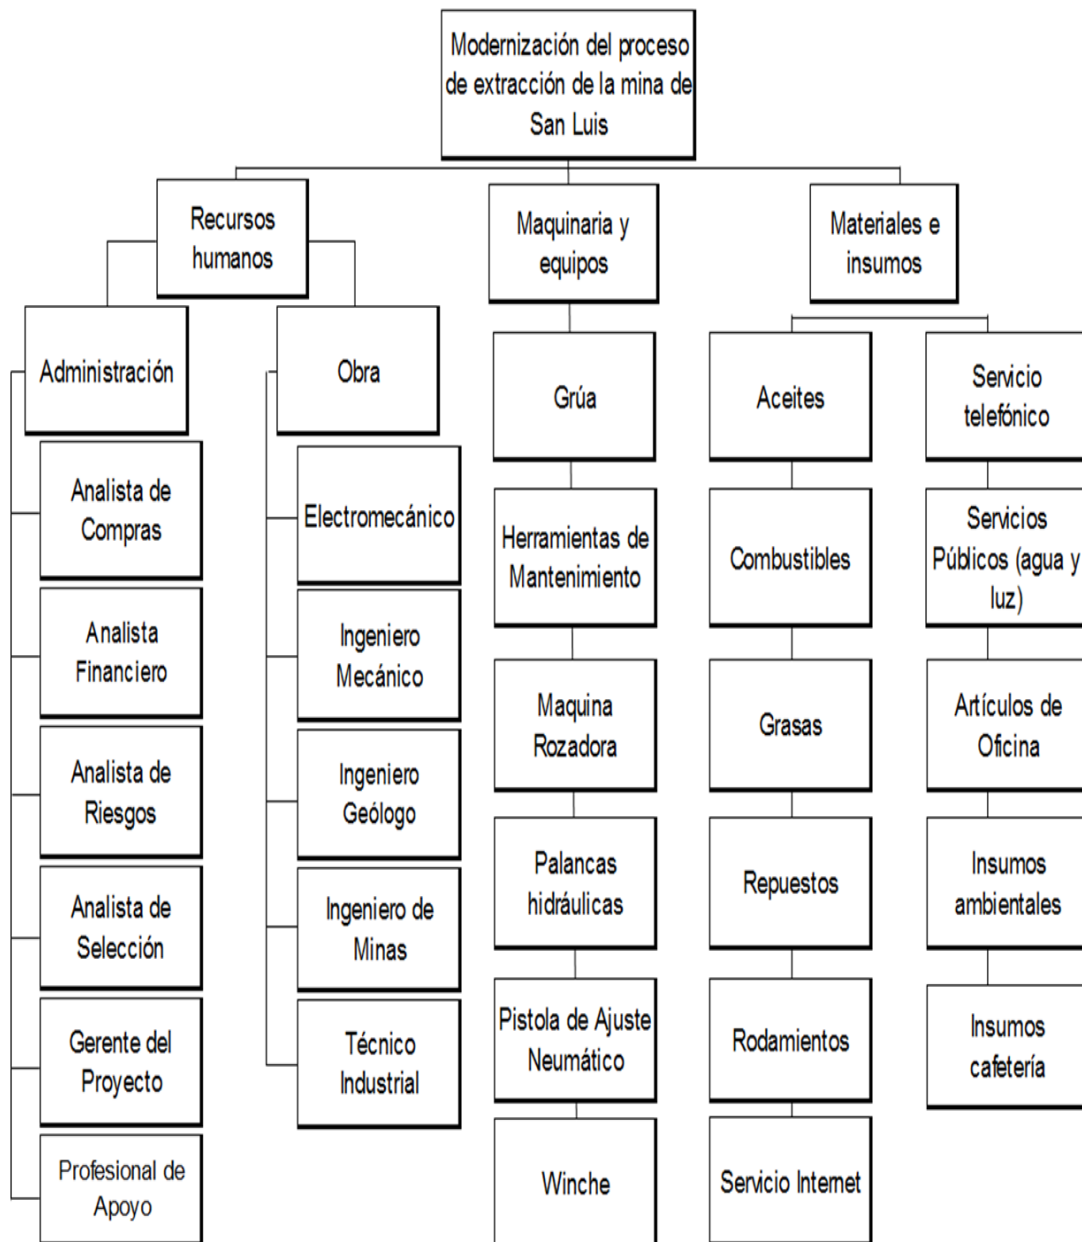 Modernización del proceso
de extracción de la mina de
San Luis
Recursos
humanos
Maquinaria y
equipos
Materiales e
insumos
Administración
Analista de
Compras
Analista
Financiero
Analista de
Riesgos
Analista de
Selección
Gerente del
Proyecto
Profesional de
Apoyo
Obra
Electromecánico
Ingeniero
Mecánico
Ingeniero
Geólogo
Ingeniero de
Minas
Técnico
Industrial
Grúa
Herramientas de
Mantenimiento
Maquina
Rozadora
Palancas
hidráulicas
Pistola de Ajuste
Neumático
Winche
Aceites
Combustibles
Grasas
Repuestos
Rodamientos
Servicio Internet
Servicio
telefónico
Servicios
Públicos (agua y
luz)
Artículos de
Oficina
Insumos
ambientales
Insumos
cafetería